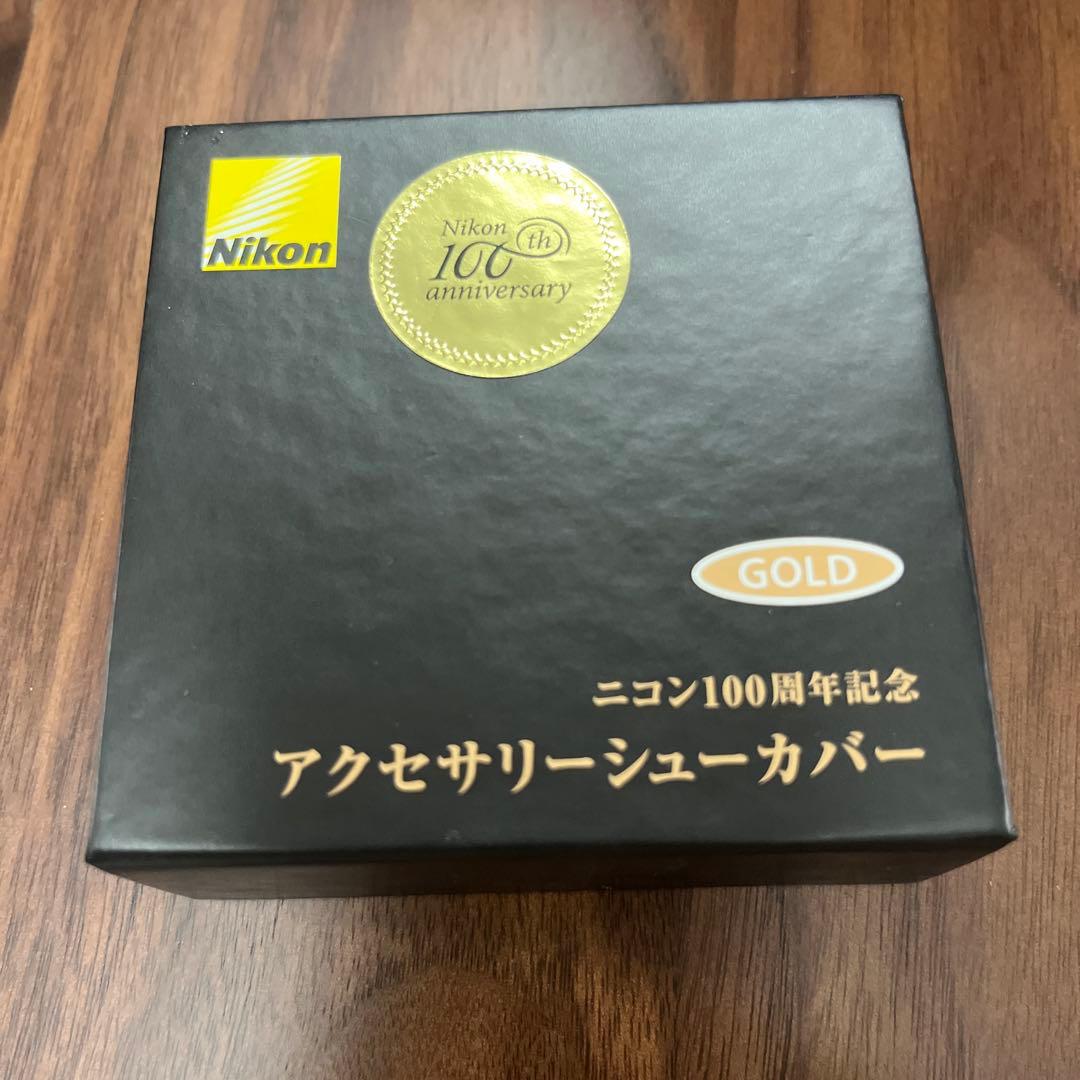 Nikon
Nikon
100th
anniversary
GOLD
ニコン100周年記念
アクセサリーシューカバー